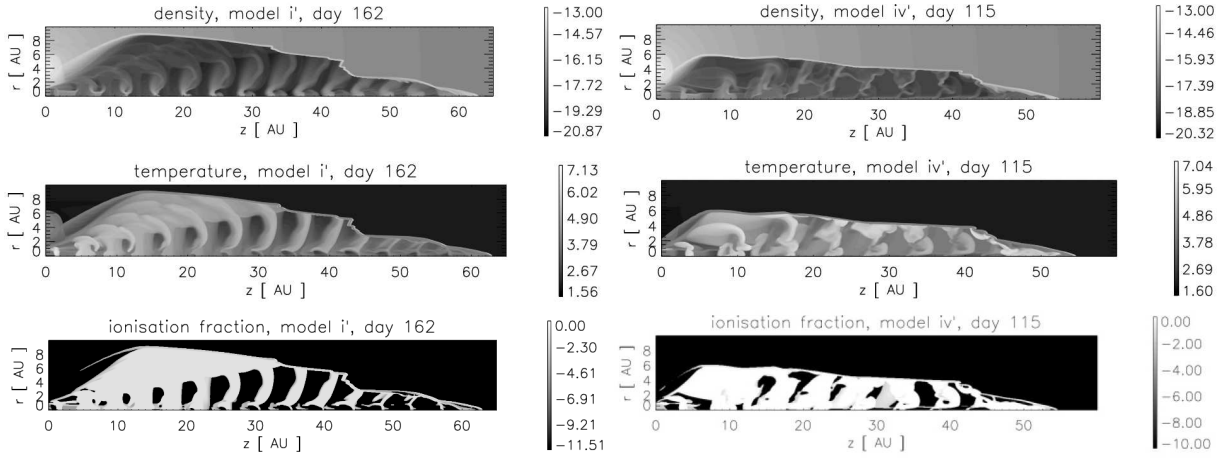 density, model i', day 162
r [ AU ]
8
6
4
2
0
0 10 20 30 40 50 60
z [ AU ]
-13.00
-14.57
-16.15
-17.72
-19.29
-20.87
density, model iv', day 115
r [ AU ]
8
6
4
2
0
0 10 20 30 40 50
z [ AU ]
-13.00
-14.46
-15.93
-17.39
-18.85
-20.32
temperature, model i', day 162
r [ AU ]
8
6
4
2
0
0 10 20 30 40 50 60
z [ AU ]
7.13
6.02
4.90
3.79
2.67
1.56
temperature, model iv', day 115
r [ AU ]
8
6
4
2
0
0 10 20 30 40 50
z [ AU ]
7.04
5.95
4.86
3.78
2.69
1.60
ionisation fraction, model i', day 162
r [ AU ]
8
6
4
2
0
0 10 20 30 40 50 60
z [ AU ]
0.00
-2.30
-4.61
-6.91
-9.21
-11.51
ionisation fraction, model iv', day 115
r [ AU ]
8
6
4
2
0
0 10 20 30 40 50
z [ AU ]
0.00
-2.00
-4.00
-6.00
-8.00
-10.00